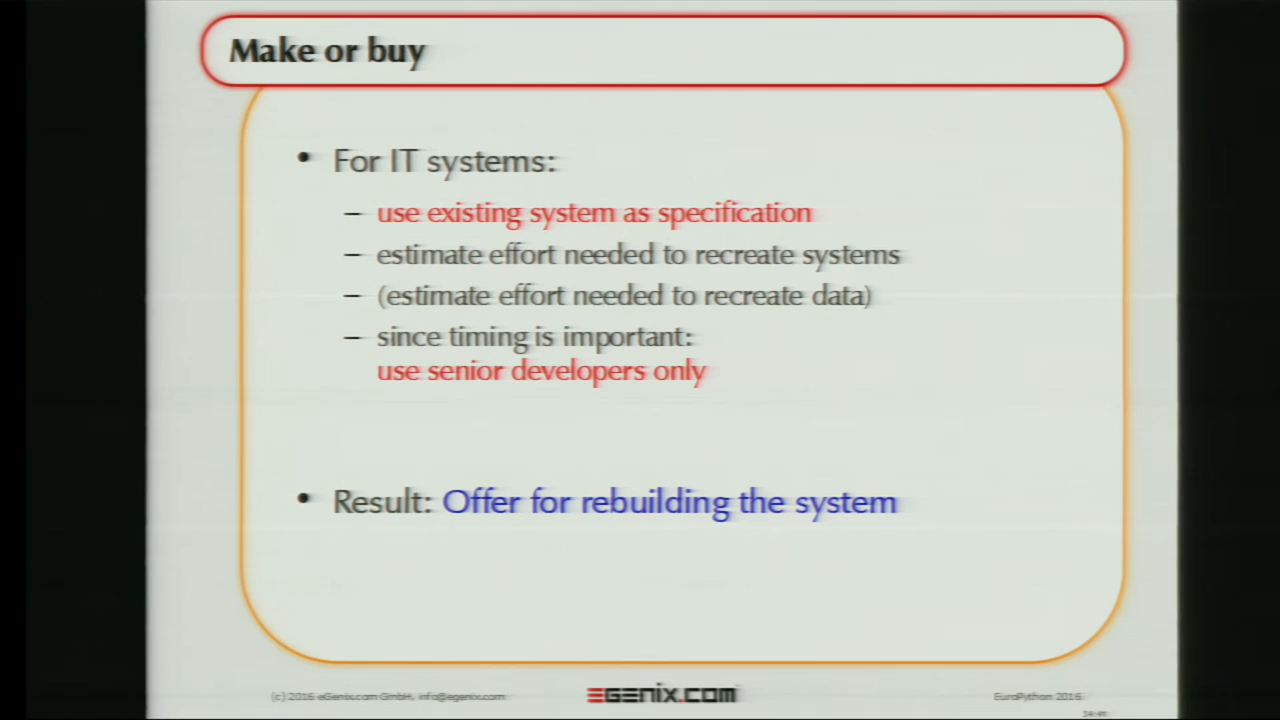 Make or buy
• For IT systems:
– use existing system as specification
– estimate effort needed to recreate systems
– (estimate effort needed to recreate data)
– since timing is important:
use senior developers only
• Result: Offer for rebuilding the system
(c) 2016 eGenix.com GmbH, info@egenix.com
EGENIX.COM
EuroPython 2016